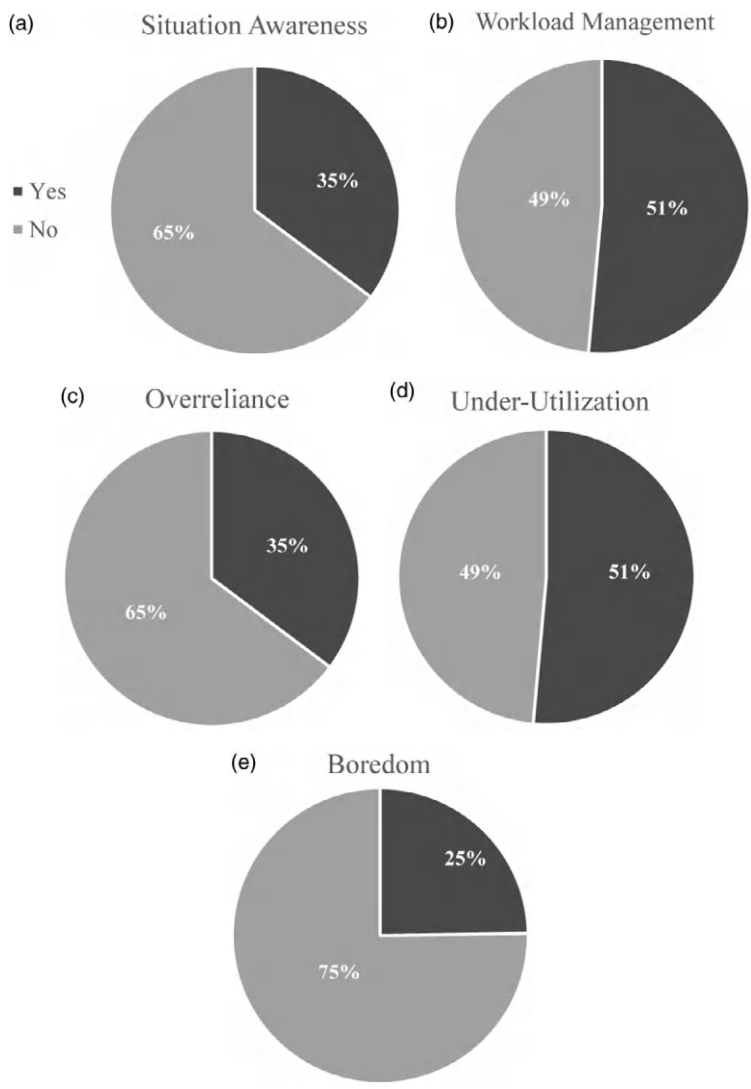 (a) Situation Awareness
(b) Workload Management
Yes
No
35%
65%
49%
51%
(c) Overreliance
(d) Under-Utilization
35%
65%
49%
51%
(e) Boredom
25%
75%